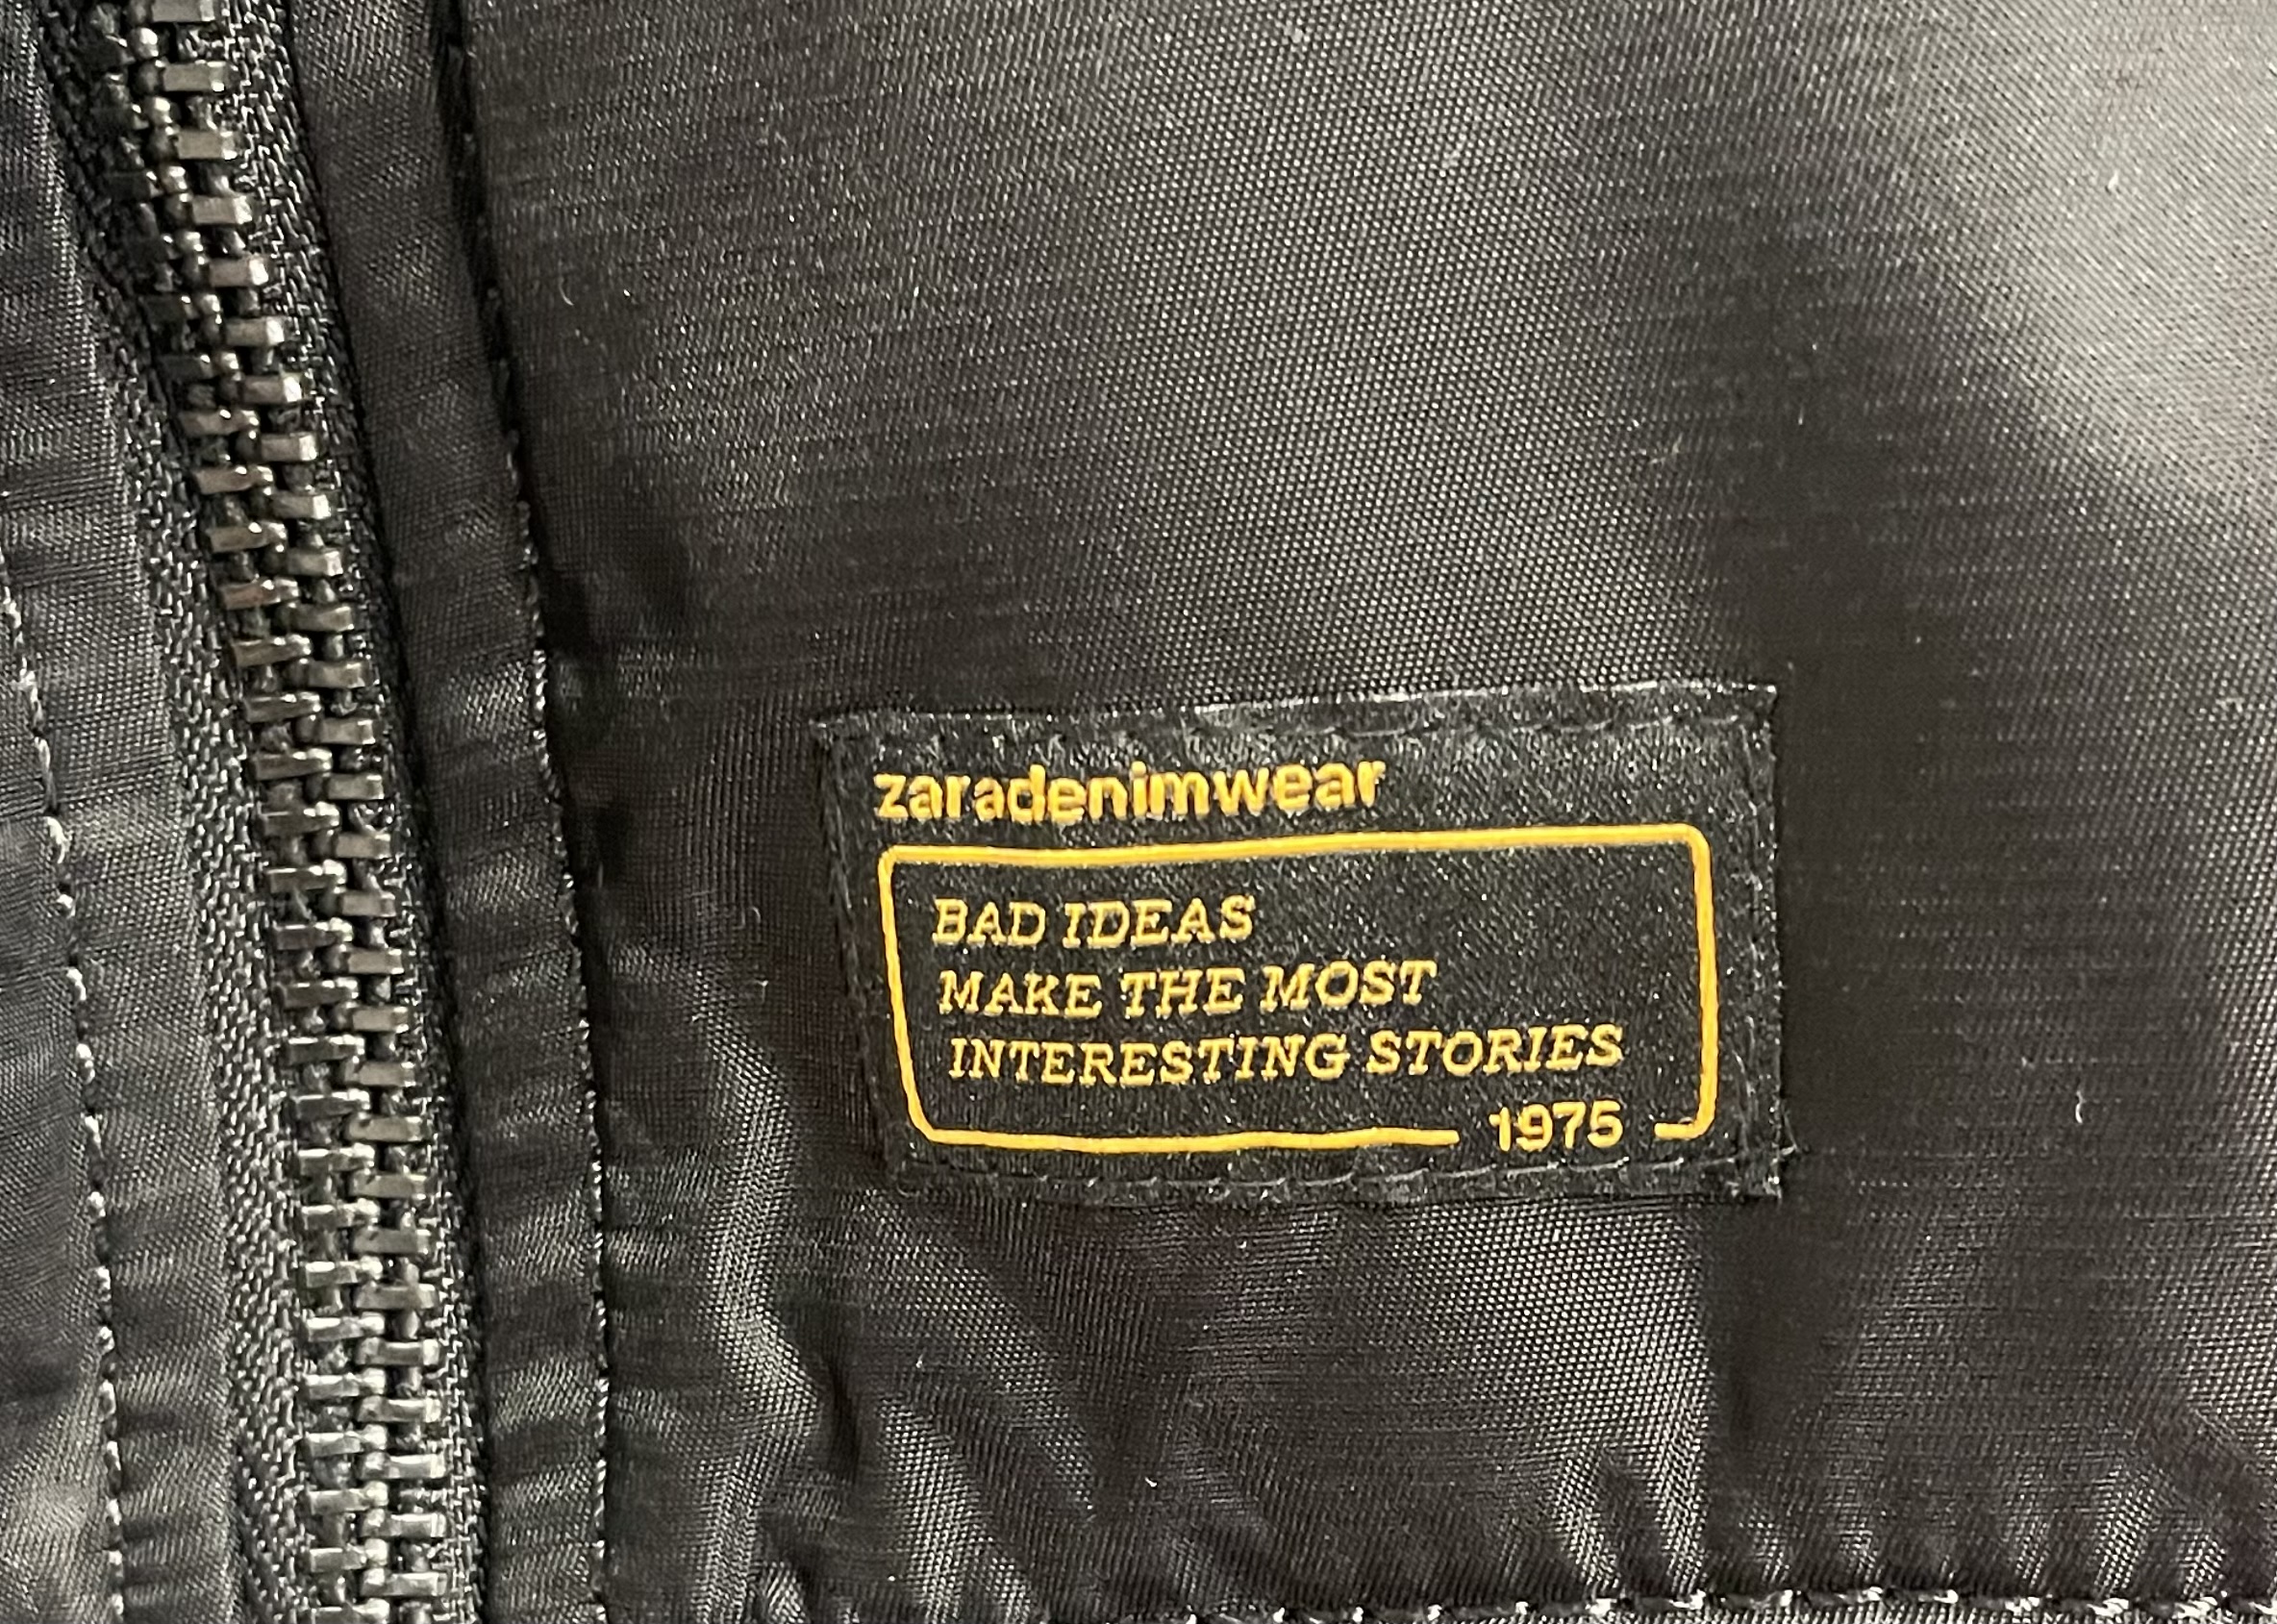 zaradenimwear
BAD IDEAS
MAKE THE MOST
INTERESTING STORIES
1975